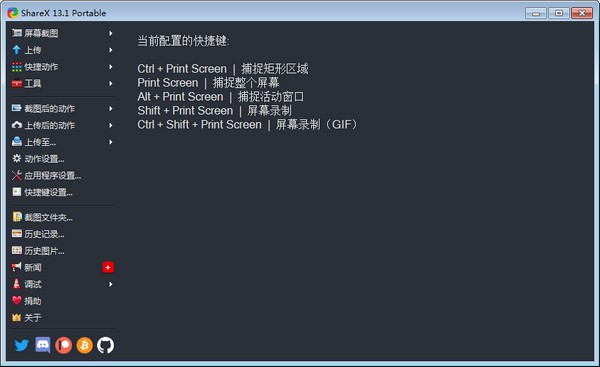 ShareX 13.1 Portable
屏幕截图
上传
快捷动作
工具
截图后的动作
上传后的动作
上传至...
动作设置...
应用程序设置...
快捷键设置...
截图文件夹...
历史记录...
历史图片...
新闻
+
调试
捐助
关于
当前配置的快捷键:
Ctrl + Print Screen | 捕捉矩形区域
Print Screen | 捕捉整个屏幕
Alt + Print Screen | 捕捉活动窗口
Shift + Print Screen | 屏幕录制
Ctrl + Shift + Print Screen | 屏幕录制（GIF）